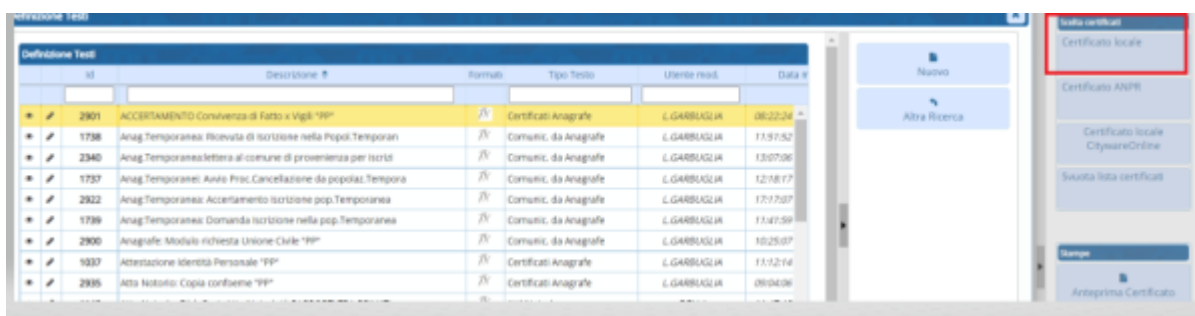 Definizione Testi
Definizione Testi
Id Descrizione Formato Tipo Testo Utente mod.
2901 ACCERTAMENTO Convivenza di Fatto x Vigili "PP" Certificati Anagrafe L.GARBUGLIA 08:22:24
1738 Anag.Temporanea: Ricevuta di Iscrizione nella Popol.Temporan Comunic. da Anagrafe L.GARBUGLIA 11:51:52
2340 Anag.Temporanea:lettera al comune di provenienza per iscrizi Comunic. da Anagrafe L.GARBUGLIA 13:07:06
1737 Anag.Temporanei: Avvio Proc.Cancellazione da popolaz.Tempora Comunic. da Anagrafe L.GARBUGLIA 12:18:17
2922 Anag.Temporanea: Accertamento Iscrizione pop.Temporanea Comunic. da Anagrafe L.GARBUGLIA 17:17:07
1739 Anag.Temporanea: Domanda Iscrizione nella pop.Temporanea Comunic. da Anagrafe L.GARBUGLIA 11:41:59
2900 Anagrafe: Modulo richiesta Unione Civile "PP" Comunic. da Anagrafe L.GARBUGLIA 10:25:07
1037 Attestazione Identità Personale "PP" Certificati Anagrafe L.GARBUGLIA 11:12:14
2935 Atto Notorio: Copia conforme "PP" Certificati Anagrafe L.GARBUGLIA 09:04:06
Nuovo
Altra Ricerca
Scelta certificati
Certificato locale
Certificato ANPR
Certificato locale
CitywareOnline
Svuota lista certificati
Stampe
Anteprima Certificato